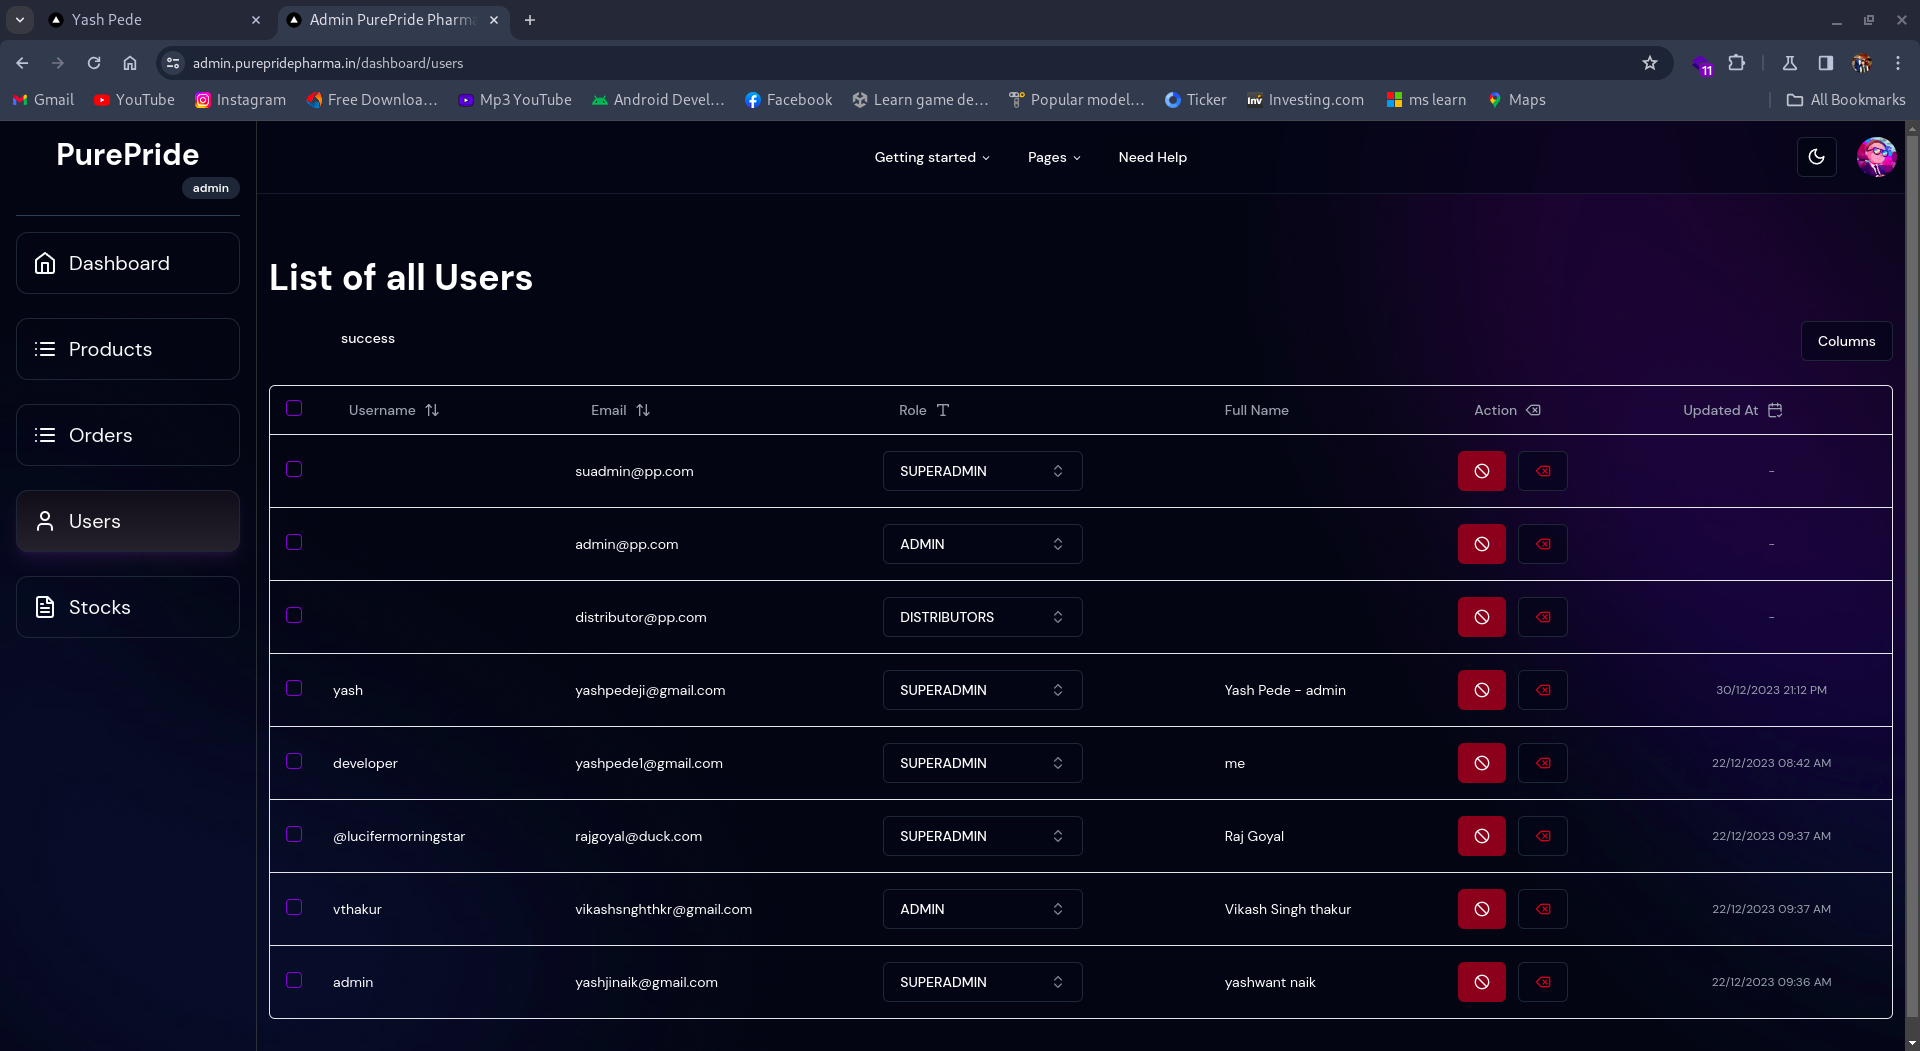 Yash Pede
Admin PurePride Pharma
admin.purepridepharma.in/dashboard/users
11
Gmail
YouTube
Instagram
Free Downloa...
Mp3 YouTube
Android Devel...
Facebook
Learn game de...
Popular model...
Ticker
Inv Investing.com
ms learn
Maps
All Bookmarks
PurePride
admin
Getting started
Pages
Need Help
Dashboard
Products
Orders
Users
Stocks
List of all Users
success
Columns
Username Email Role Full Name Action Updated At
suadmin@pp.com SUPERADMIN -
admin@pp.com ADMIN -
distributor@pp.com DISTRIBUTORS -
yash yashpedeji@gmail.com SUPERADMIN Yash Pede - admin 30/12/2023 21:12 PM
developer yashpede1@gmail.com SUPERADMIN me 22/12/2023 08:42 AM
@lucifermorningstar rajgoyal@duck.com SUPERADMIN Raj Goyal 22/12/2023 09:37 AM
vthakur vikashsnghthkr@gmail.com ADMIN Vikash Singh thakur 22/12/2023 09:37 AM
admin yashjinaik@gmail.com SUPERADMIN yashwant naik 22/12/2023 09:36 AM